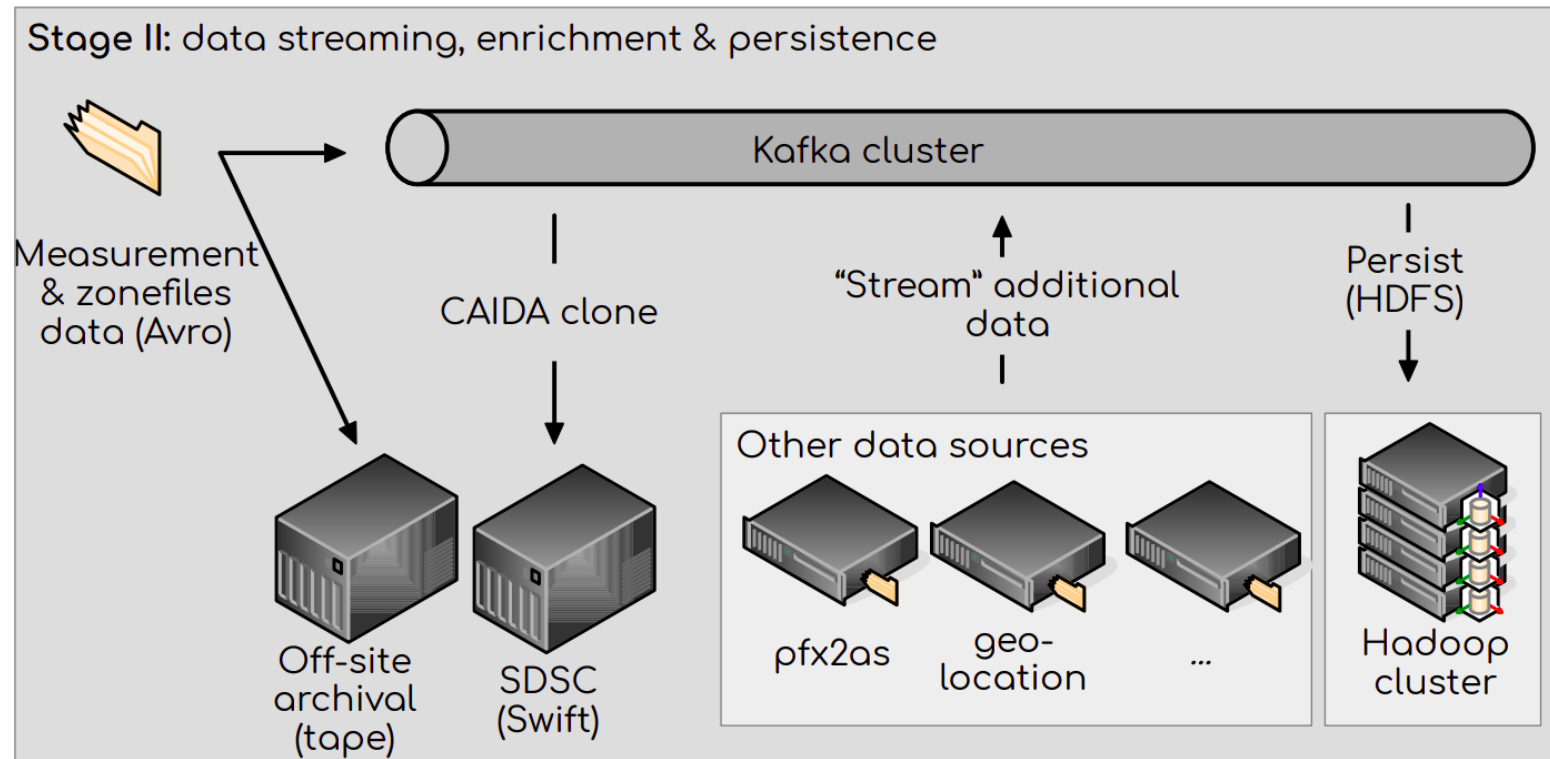 Stage II: data streaming, enrichment & persistence
Kafka cluster
Measurement
& zonefiles
data (Avro)
CAIDA clone
“Stream” additional
data
Persist
(HDFS)
Other data sources
pfx2as
geo-
location
...
Off-site
archival
(tape)
SDSC
(Swift)
Hadoop
cluster